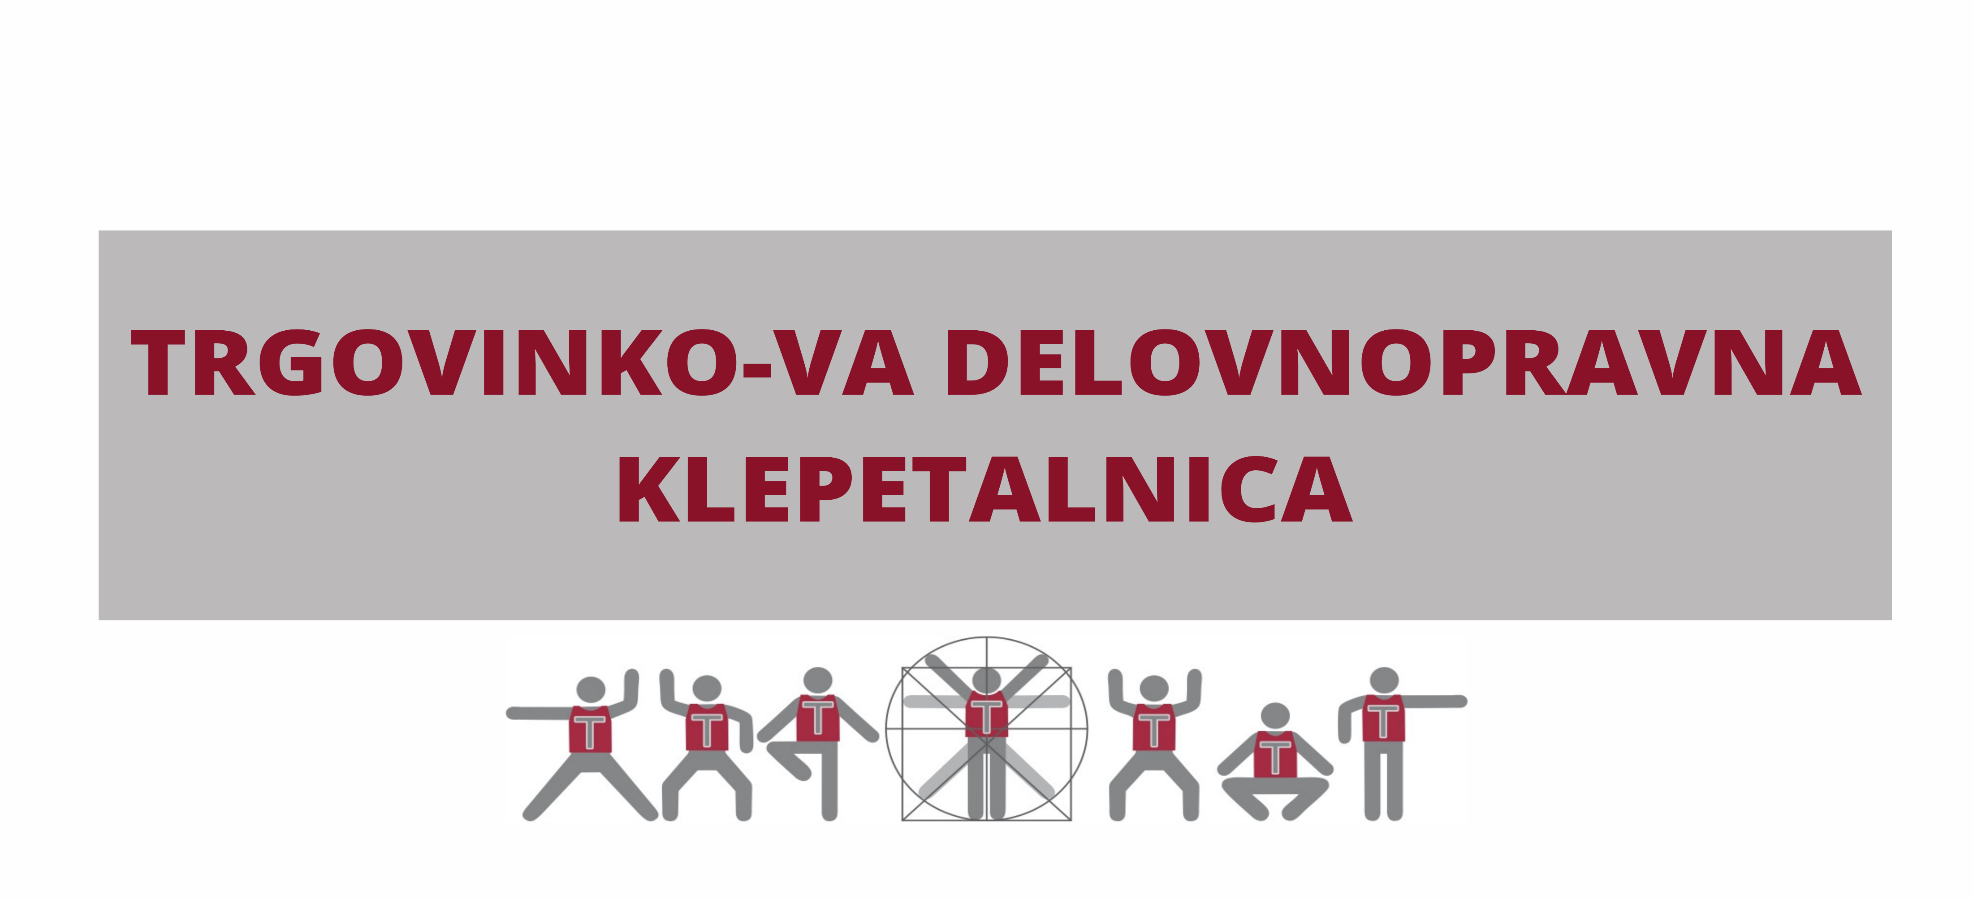 TRGOVINKO-VA DELOVNOPRAVNA
KLEPETALNICA
T T T T T T T